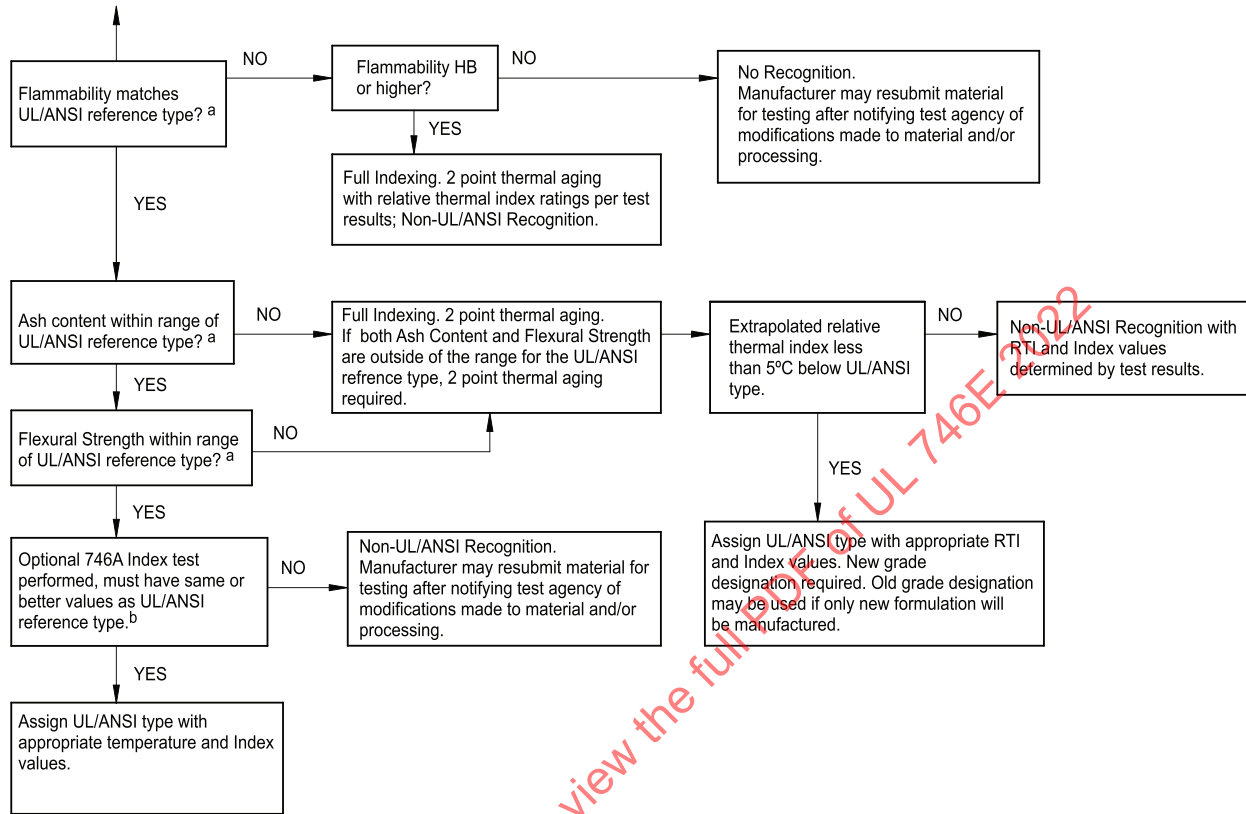 Flammability matches
UL/ANSI reference type? a
NO
Flammability HB
or higher?
NO
No Recognition.
Manufacturer may resubmit material
for testing after notifying test agency of
modifications made to material and/or
processing.
YES
Full Indexing. 2 point thermal aging
with relative thermal index ratings per test
results; Non-UL/ANSI Recognition.
YES
Ash content within range of
UL/ANSI reference type? a
NO
Full Indexing. 2 point thermal aging.
If both Ash Content and Flexural Strength
are outside of the range for the UL/ANSI
refrence type, 2 point thermal aging
required.
Extrapolated relative
thermal index less
than 5ºC below UL/ANSI
type.
NO
Non-UL/ANSI Recognition with
RTI and Index values
determined by test results.
YES
Flexural Strength within range
of UL/ANSI reference type? a
NO
YES
YES
Assign UL/ANSI type with appropriate RTI
and Index values. New grade
designation required. Old grade designation
may be used if only new formulation will
be manufactured.
Optional 746A Index test
performed, must have same or
better values as UL/ANSI
reference type.b
NO
Non-UL/ANSI Recognition.
Manufacturer may resubmit material for
testing after notifying test agency of
modifications made to material and/or
processing.
YES
Assign UL/ANSI type with
appropriate temperature and Index
values.
view the full PDF of UL 746E 2022